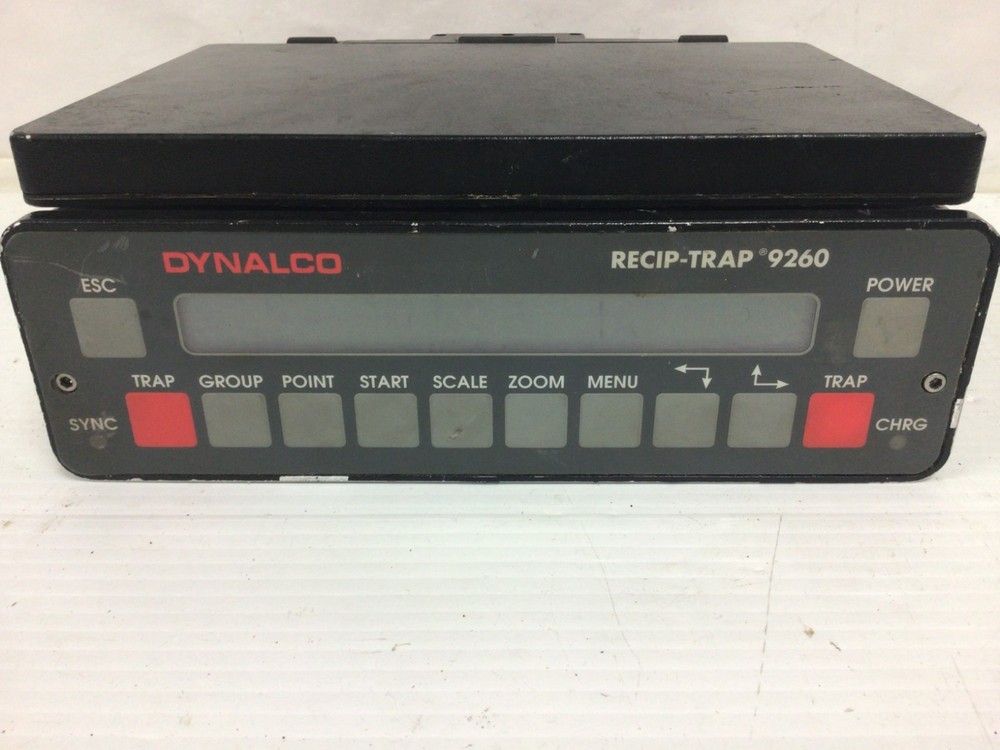 DYNALCO RECIP-TRAP ® 9260
ESC POWER
TRAP GROUP POINT START SCALE ZOOM MENU TRAP
SYNC CHRG